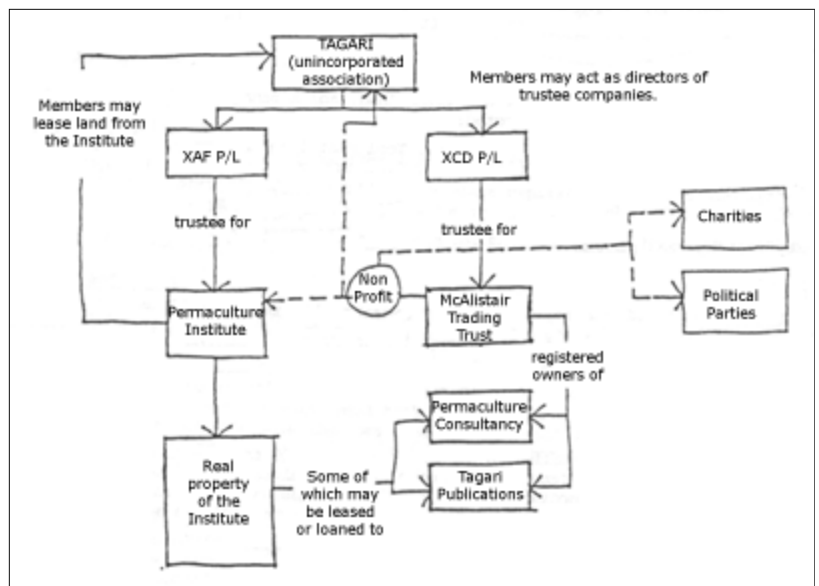 TAGARI
(unincorporated
association)
Members may act as directors of
trustee companies.
Members may
lease land from
the Institute
XAF P/L
XCD P/L
trustee for
trustee for
Charities
Non
Profit
Permaculture
Institute
McAlistair
Trading
Trust
Political
Parties
registered
owners of
Permaculture
Consultancy
Real
property
of the
Institute
Some of
which may
be leased
or loaned to
Tagari
Publications